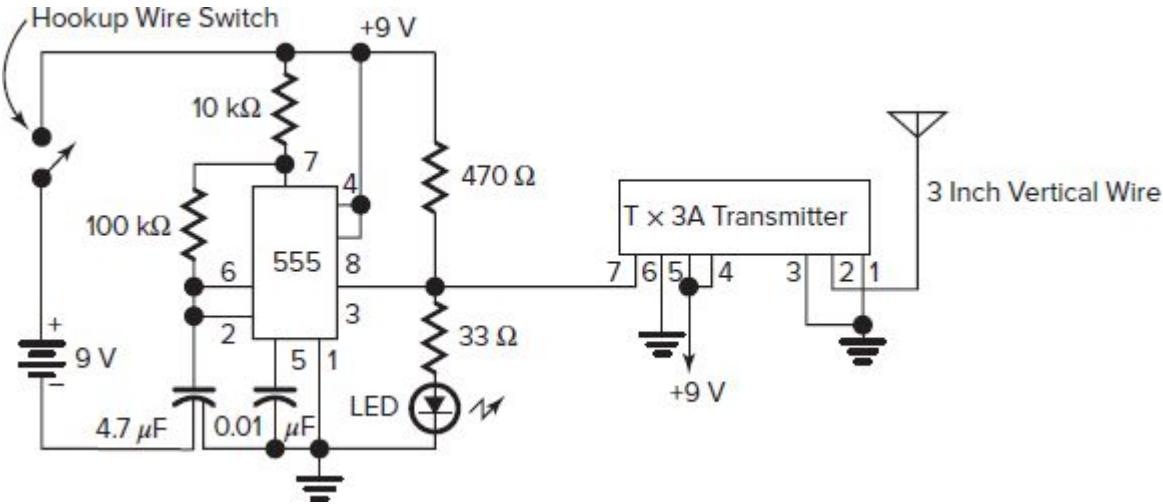 Hookup Wire Switch
+9 V
10 kΩ
7
4
470 Ω
100 kΩ
555
6
8
2
3
5 1
33 Ω
LED
+
9 V
−
4.7 μF
0.01 μF
T × 3A Transmitter
7 6 5 4 3 2 1
+9 V
3 Inch Vertical Wire